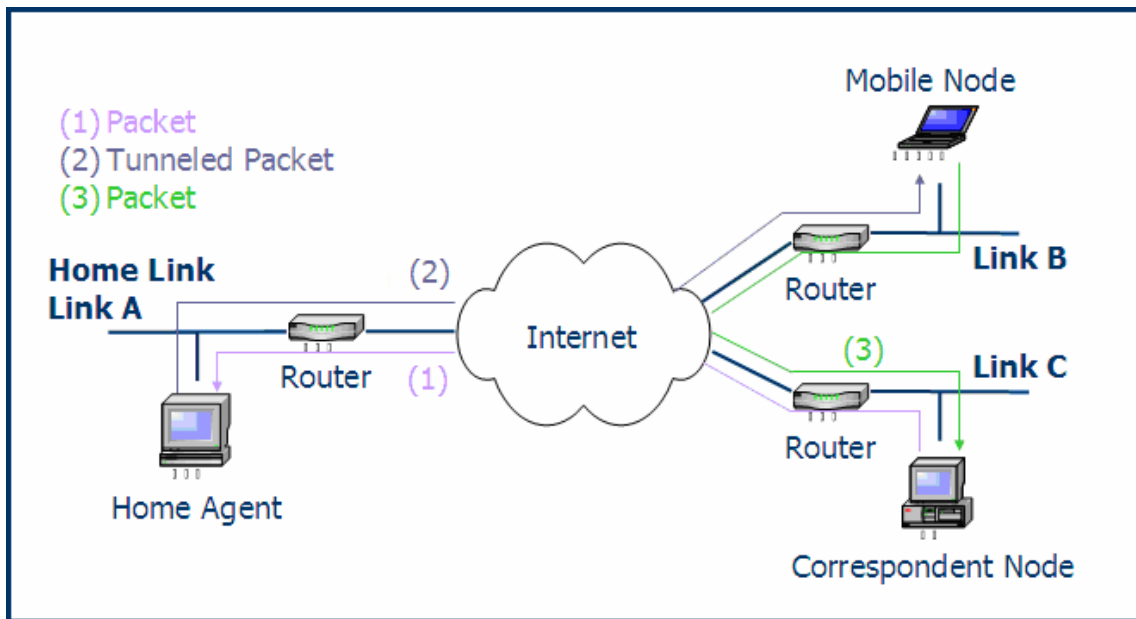 Mobile Node
(1) Packet
(2) Tunneled Packet
(3) Packet
Home Link
Link A
(2)
Link B
Router
Internet
Router
(1)
(3)
Link C
Router
Home Agent
Correspondent Node